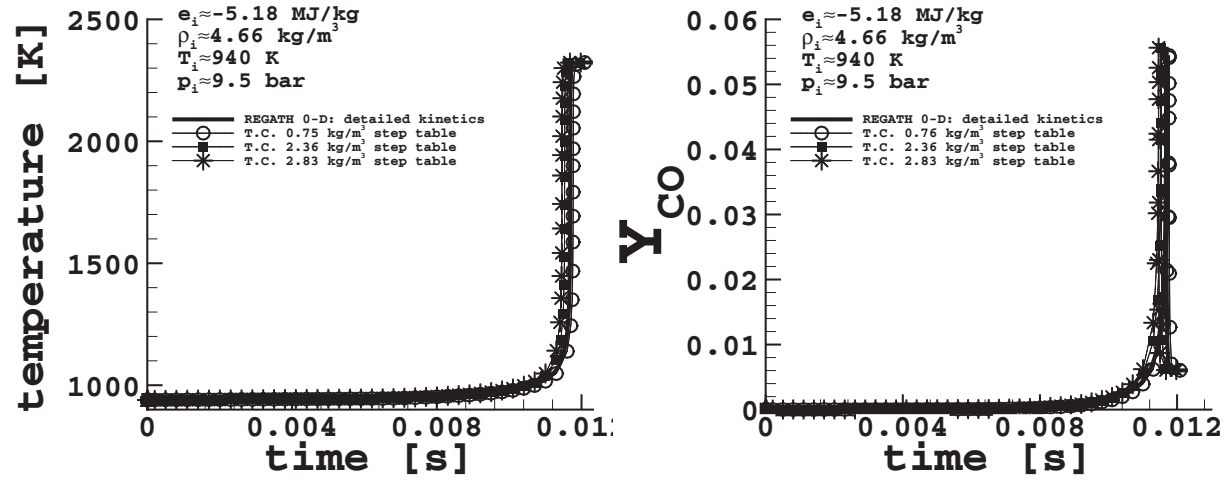 temperature [K]
2500
2000
1500
1000
e_i≈-5.18 MJ/kg
ρ_i≈4.66 kg/m³
T_i≈940 K
p_i≈9.5 bar
REGATH 0-D: detailed kinetics
T.C. 0.75 kg/m³ step table
T.C. 2.36 kg/m³ step table
T.C. 2.83 kg/m³ step table
0 0.004 0.008 0.012
time [s]
Y_CO
0.06
0.05
0.04
0.03
0.02
0.01
0
e_i≈-5.18 MJ/kg
ρ_i≈4.66 kg/m³
T_i≈940 K
p_i≈9.5 bar
REGATH 0-D: detailed kinetics
T.C. 0.76 kg/m³ step table
T.C. 2.36 kg/m³ step table
T.C. 2.83 kg/m³ step table
0 0.004 0.008 0.012
time [s]